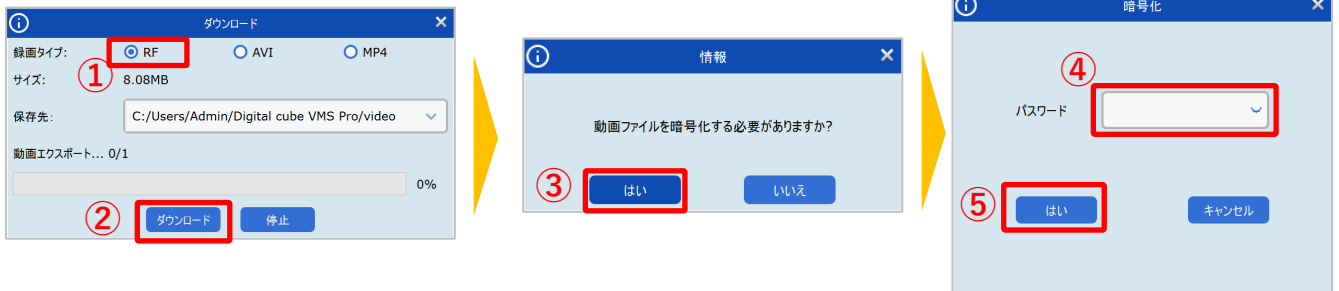 ダウンロード
録画タイプ: RF AVI MP4
①
サイズ: 8.08MB
保存先: C:/Users/Admin/Digital cube VMS Pro/video
動画エクスポート... 0/1
0%
② ダウンロード 停止
情報
動画ファイルを暗号化する必要がありますか?
③ はい いいえ
暗号化
④
パスワード
⑤ はい キャンセル